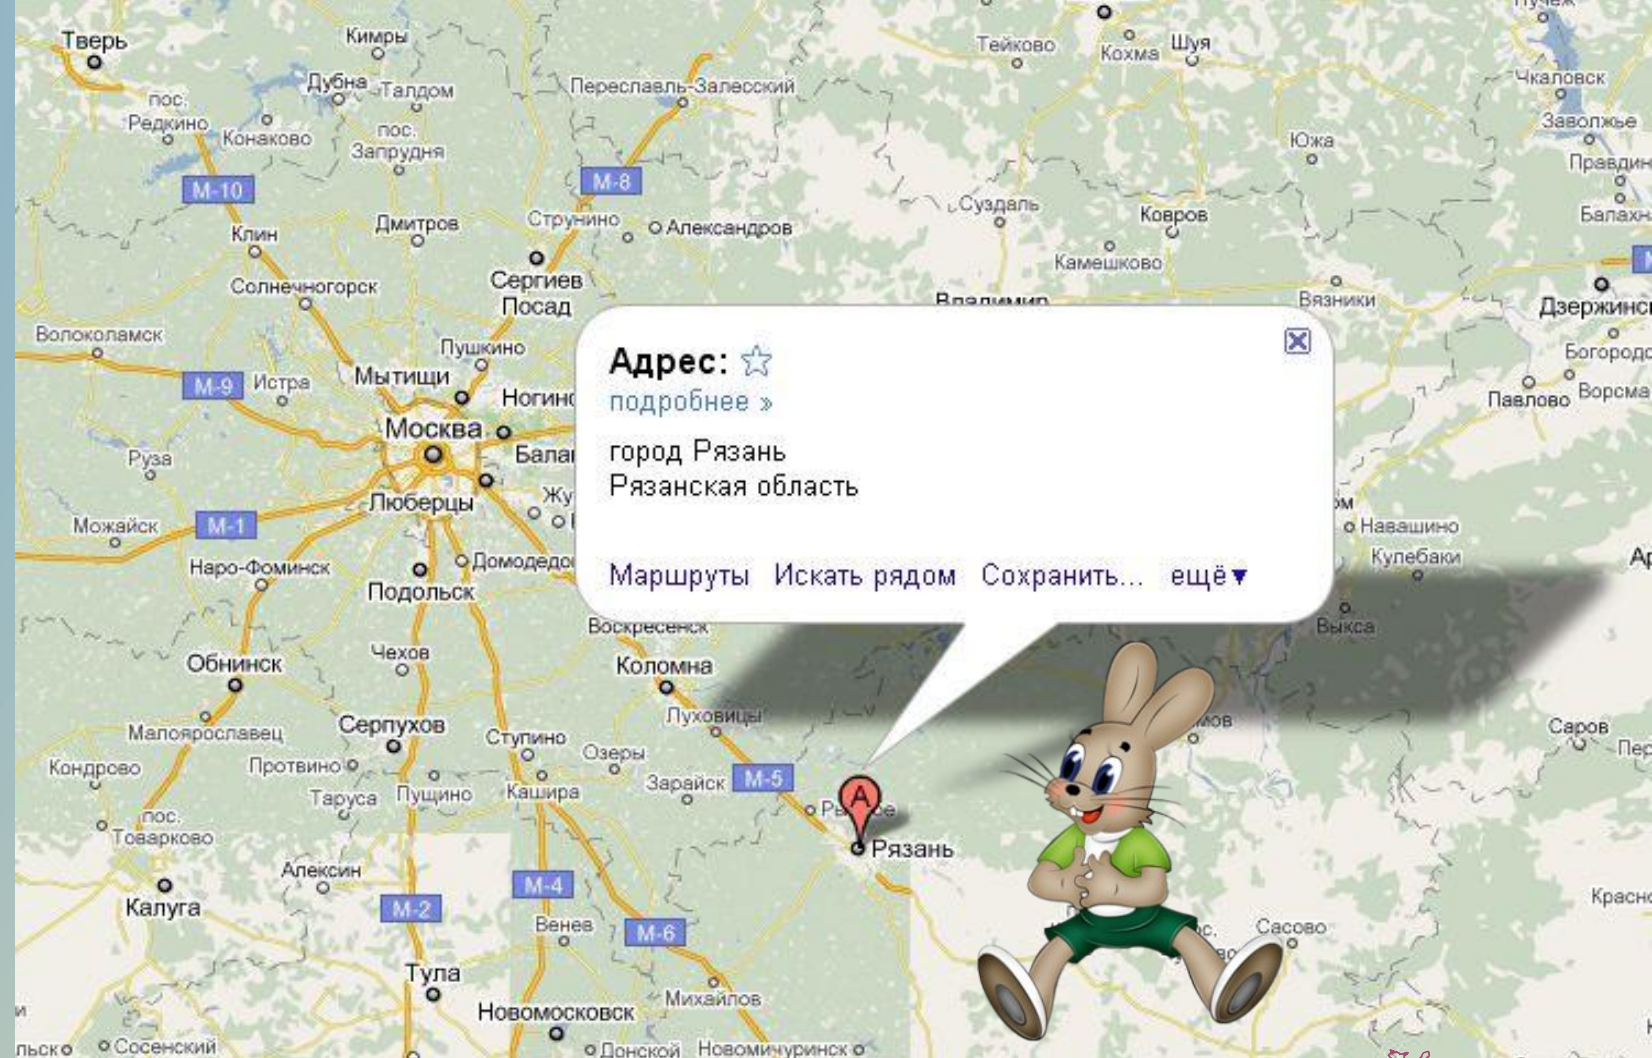 Тверь
Кимры
Тейково
Кохма
Шуя
Дубна
Талдом
Переславль-Залесский
Чкаловск
пос.
Редкино
Конаково
пос.
Запрудня
Заволжье
Южа
М-10
М-8
Суздаль
Ковров
Дмитров
Струнино
Александров
Клин
Камешково
Солнечногорск
Сергиев
Посад
Владимир
Вязники
Волоколамск
Пушкино
М-9
Истра
Мытищи
Павлово
Ворсма
Москва
Руза
Люберцы
Можайск
М-1
Навашино
Наро-Фоминск
Кулебаки
Подольск
Адрес:
подробнее »
город Рязань
Рязанская область
Маршруты Искать рядом Сохранить... ещё▼
Воскресенск
Выкса
Обнинск
Чехов
Коломна
Луховицы
Малоярославец
Серпухов
Ступино
Озеры
Саров
Кондрово
Протвино
Таруса
Пущино
Кашира
Зарайск
М-5
А
пос.
Товарково
Рязань
Алексин
Калуга
М-2
М-4
Венев
М-6
Сасово
Тула
Михайлов
Новомосковск
Сосенский
Донской
Новомичуринск